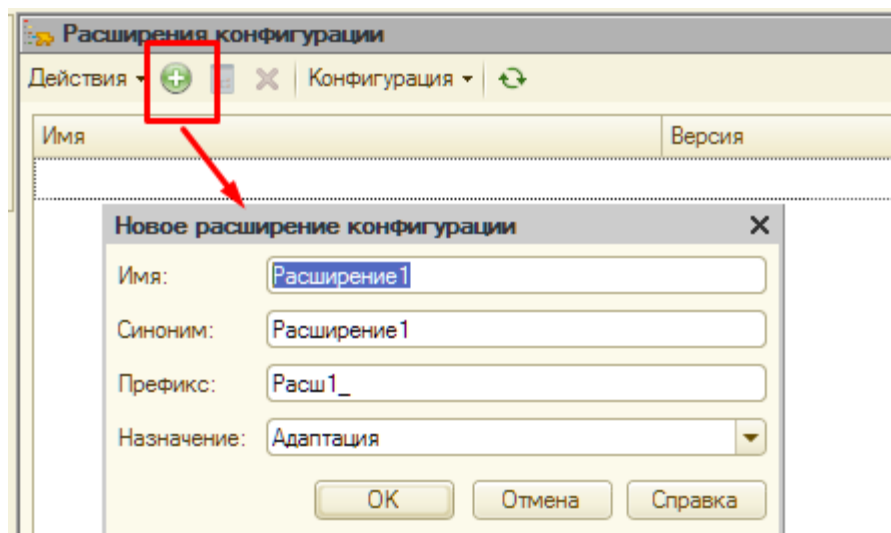 Расширения конфигурации
Действия Конфигурация
Имя Версия
Новое расширение конфигурации
Имя: Расширение1
Синоним: Расширение1
Префикс: Расш1_
Назначение: Адаптация
OK Отмена Справка